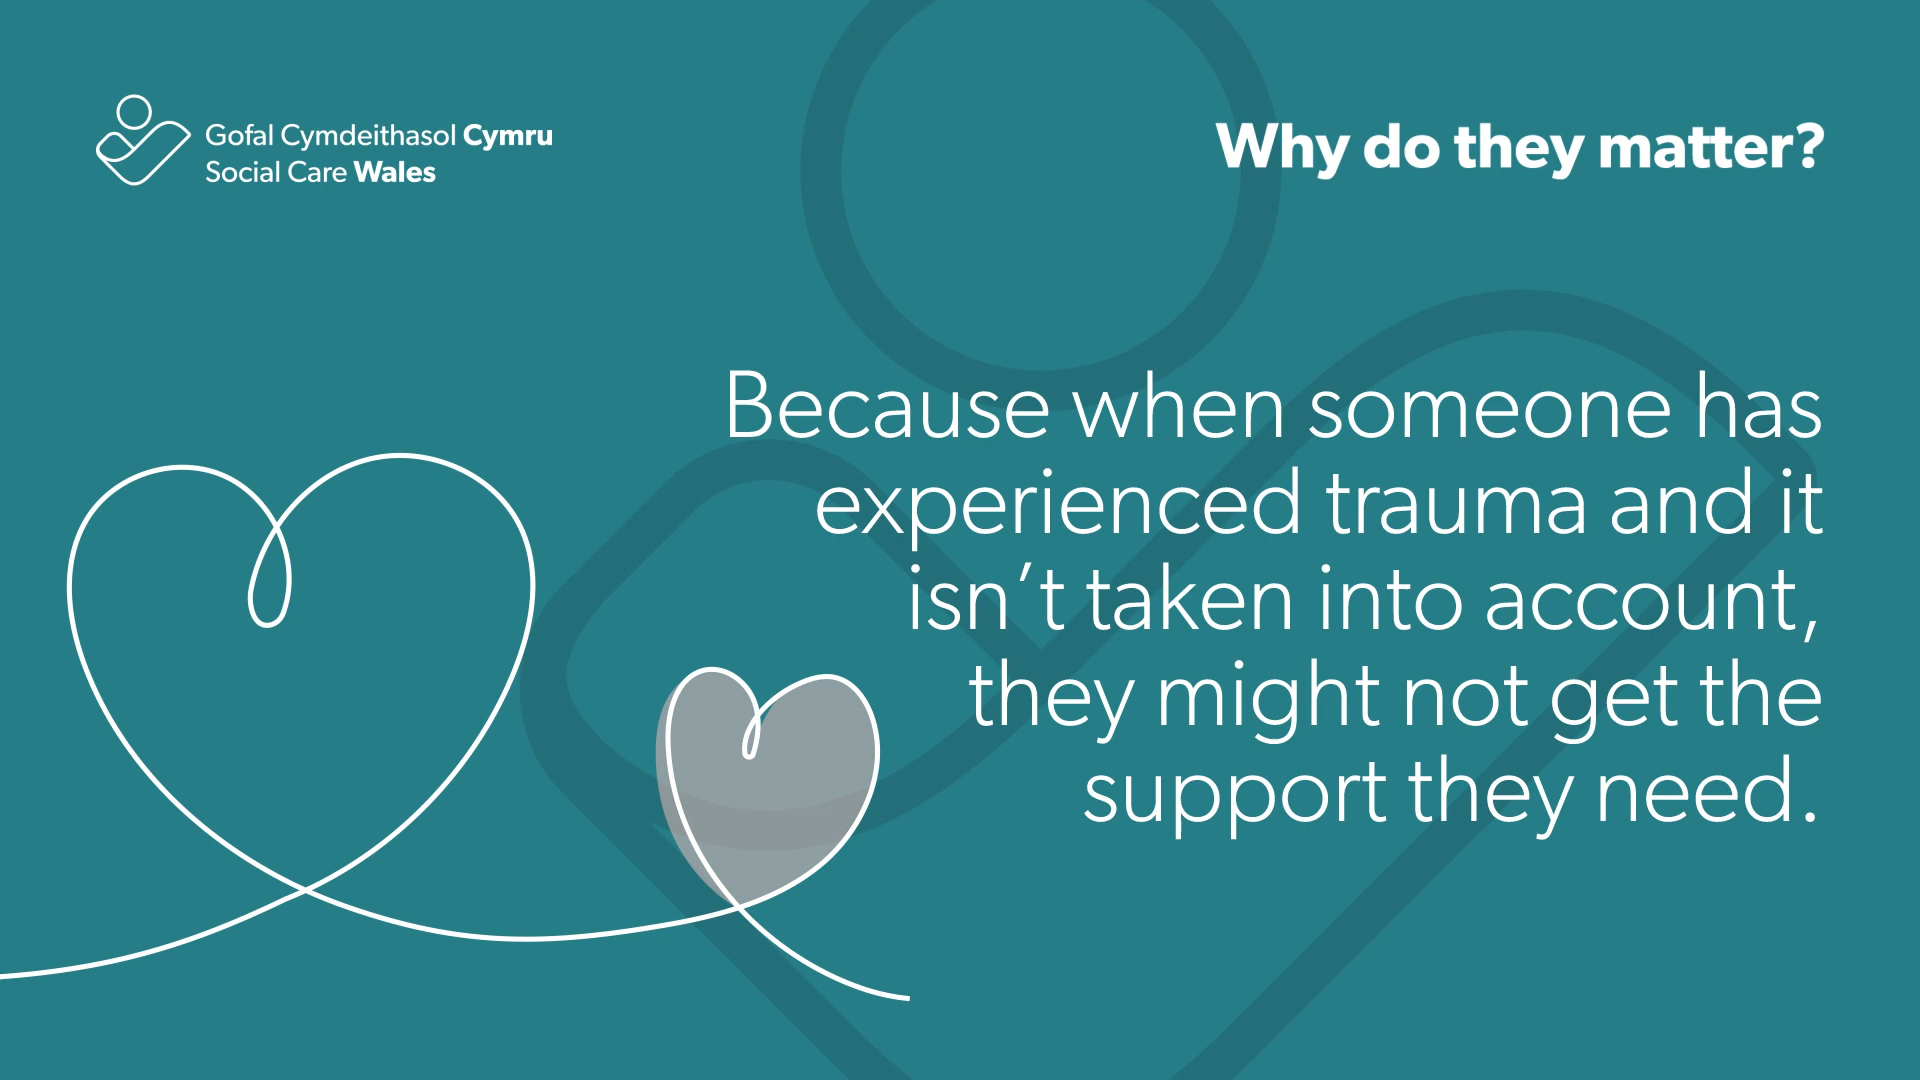 Gofal Cymdeithasol Cymru
Social Care Wales
Why do they matter?
Because when someone has
experienced trauma and it
isn’t taken into account,
they might not get the
support they need.